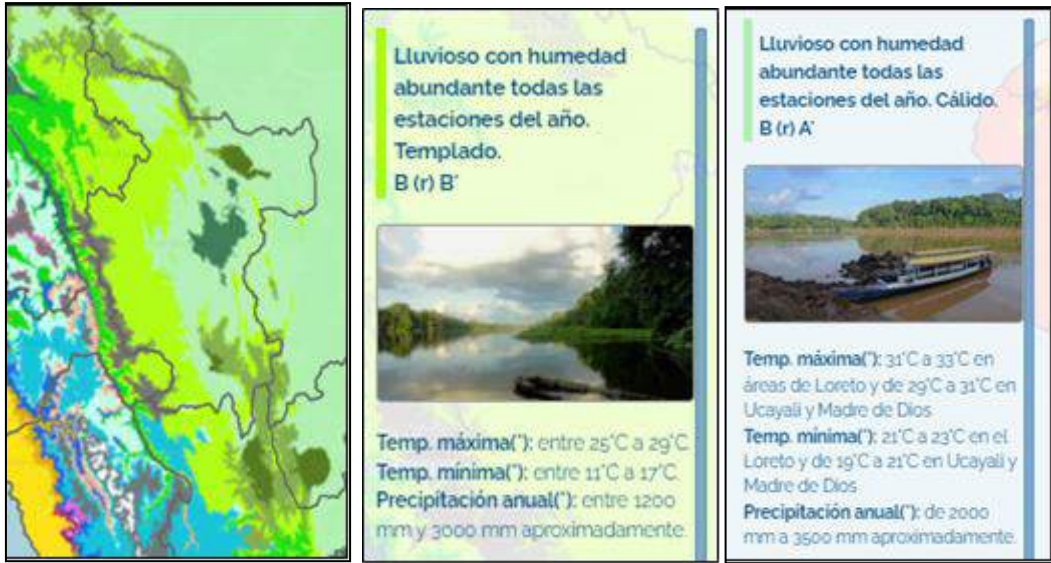 Lluvioso con humedad
abundante todas las
estaciones del año.
Templado.
B (r) B'
Temp. máxima(*): entre 25°C a 29°C.
Temp. mínima(*): entre 11°C a 17°C.
Precipitación anual(*): entre 1200
mm y 3000 mm aproximadamente.
Lluvioso con humedad
abundante todas las
estaciones del año. Cálido.
B (r) A'
Temp. máxima(*): 31°C a 33°C en
áreas de Loreto y de 29°C a 31°C en
Ucayali y Madre de Dios
Temp. mínima(*): 21°C a 23°C en el
Loreto y de 19°C a 21°C en Ucayali y
Madre de Dios
Precipitación anual(*): de 2000
mm a 3500 mm aproximadamente.